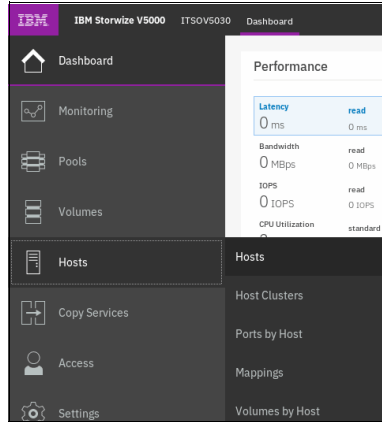 IBM IBM Storwize V5000 ITSOV5030 Dashboard
Dashboard
Performance
Monitoring
Latency read
0 ms 0 ms
Bandwidth read
0 MBps 0 MBps
Pools
IOPS read
0 IOPS 0 IOPS
Volumes
CPU Utilization standard
Hosts
Hosts
Host Clusters
Copy Services
Ports by Host
Access
Mappings
Settings
Volumes by Host